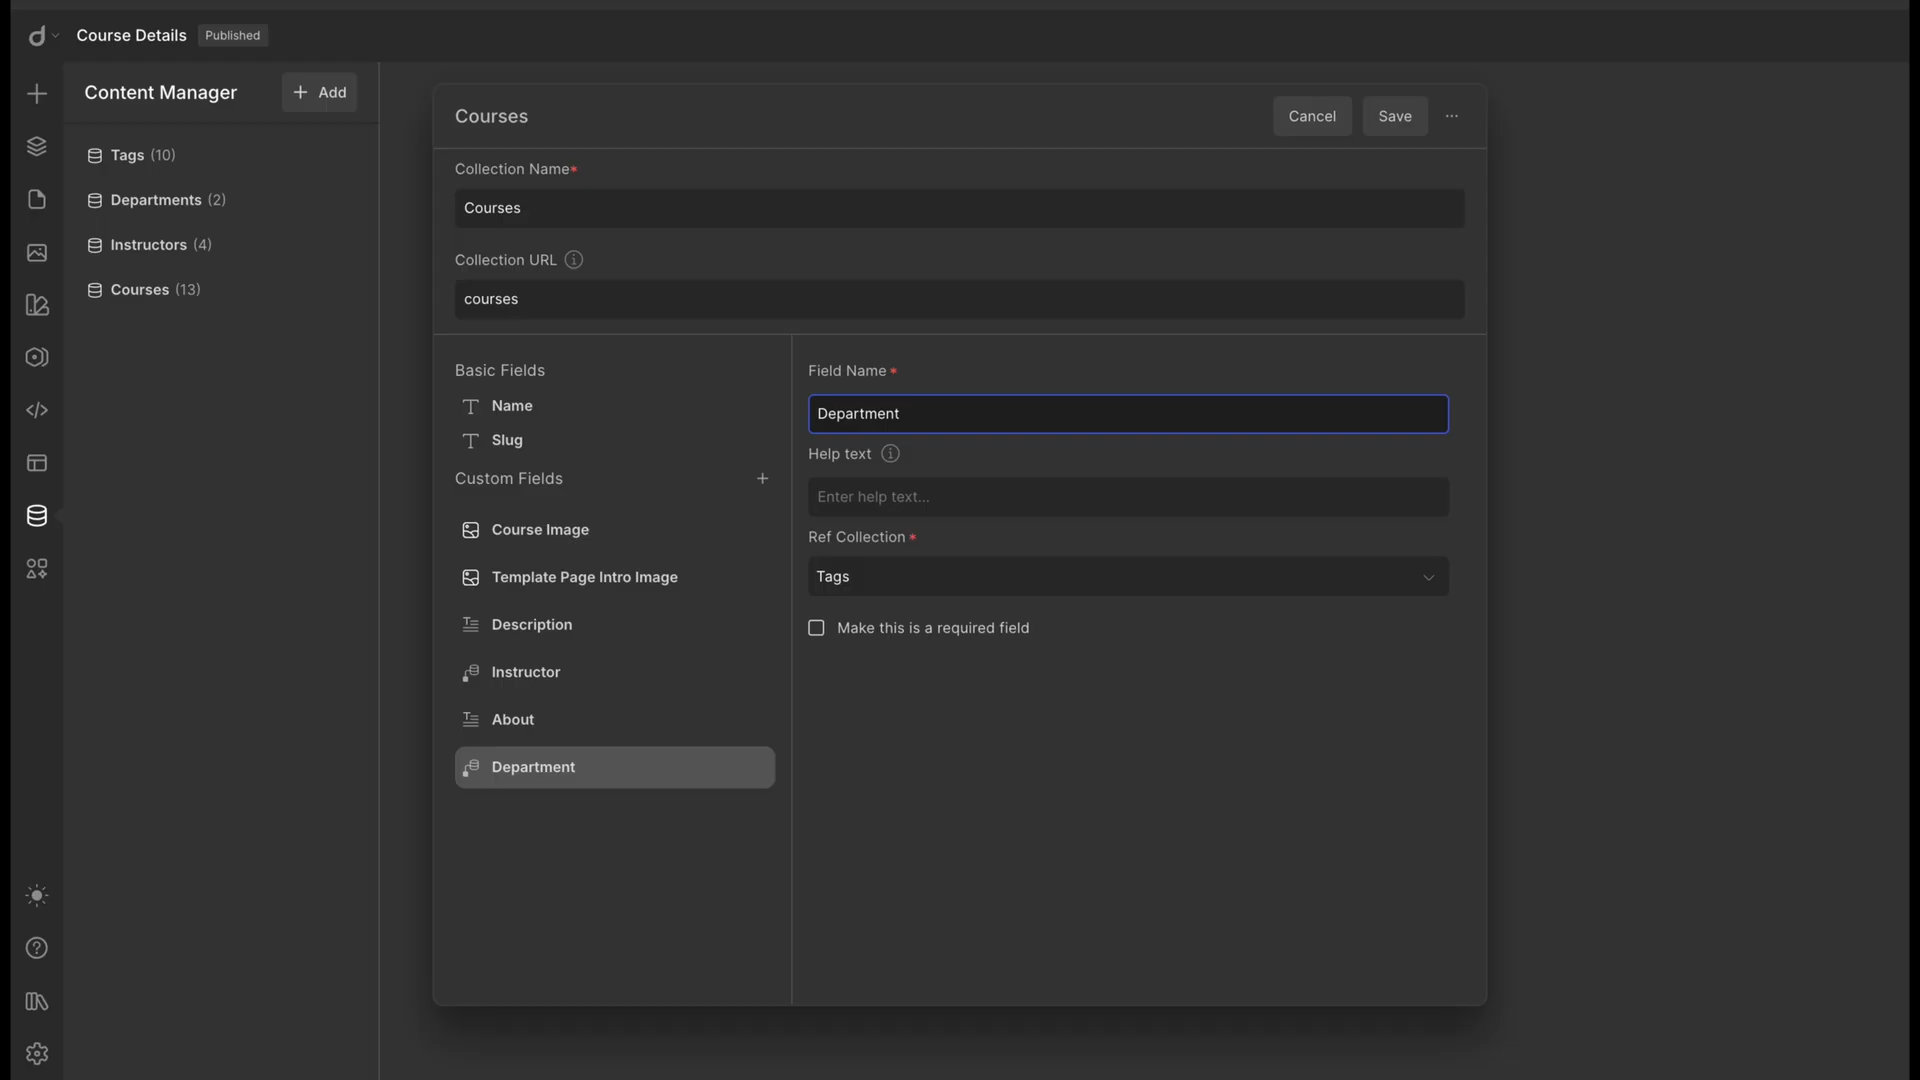 Course Details Published
Content Manager
Add
Tags (10)
Departments (2)
Instructors (4)
Courses (13)
Courses
Cancel
Save
Collection Name*
Courses
Collection URL
courses
Basic Fields
Name
Slug
Custom Fields
Course Image
Template Page Intro Image
Description
Instructor
About
Department
Field Name *
Department
Help text
Enter help text...
Ref Collection *
Tags
Make this is a required field